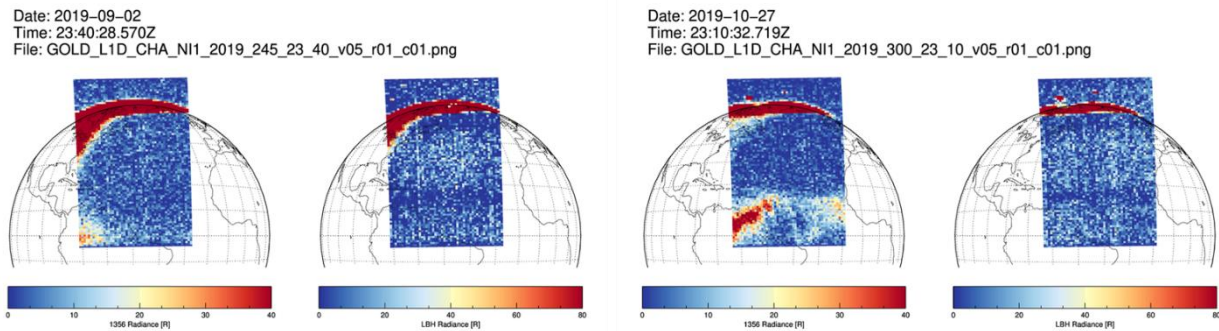 Date: 2019-09-02
Time: 23:40:28.570Z
File: GOLD_L1D_CHA_NI1_2019_245_23_40_v05_r01_c01.png
0 10 20 30 40
1356 Radiance [R]
0 20 40 60 80
LBH Radiance [R]
Date: 2019-10-27
Time: 23:10:32.719Z
File: GOLD_L1D_CHA_NI1_2019_300_23_10_v05_r01_c01.png
0 10 20 30 40
1356 Radiance [R]
0 20 40 60 80
LBH Radiance [R]